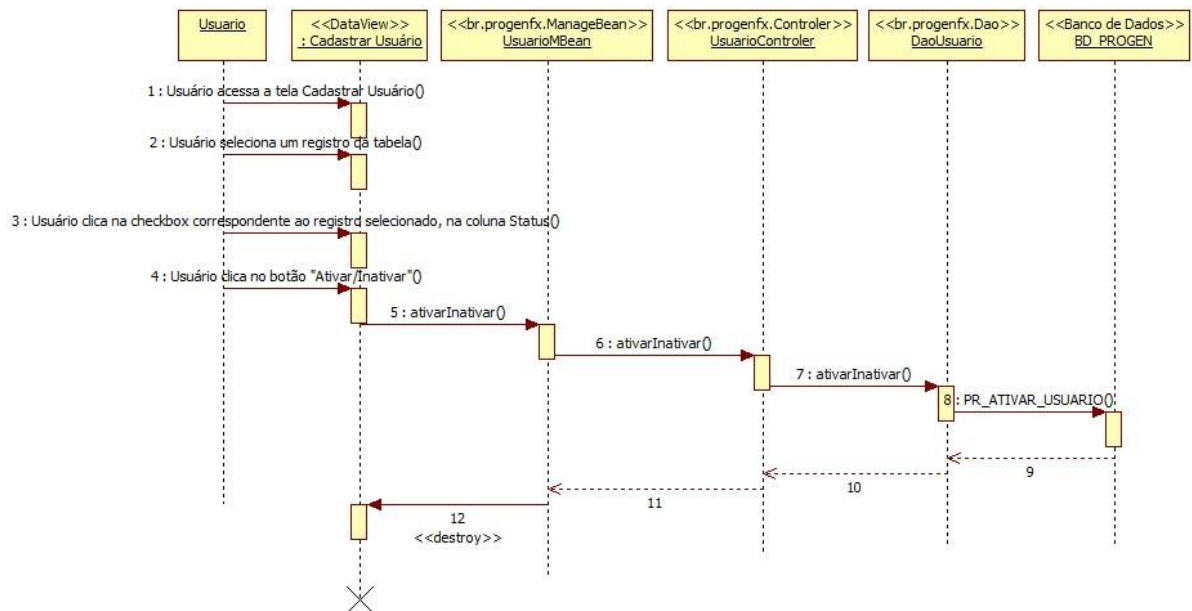 Usuario
<<DataView>>
: Cadastrar Usuário
<<br.progenfx.ManageBean>>
UsuarioMBean
<<br.progenfx.Controler>>
UsuarioControler
<<br.progenfx.Dao>>
DaoUsuario
<<Banco de Dados>>
BD_PROGEN
1 : Usuário acessa a tela Cadastrar Usuário()
2 : Usuário seleciona um registro da tabela()
3 : Usuário clica na checkbox correspondente ao registro selecionado, na coluna Status()
4 : Usuário clica no botão "Ativar/Inativar"()
5 : ativarInativar()
6 : ativarInativar()
7 : ativarInativar()
8 : PR_ATIVAR_USUARIO()
9
10
11
12
<<destroy>>